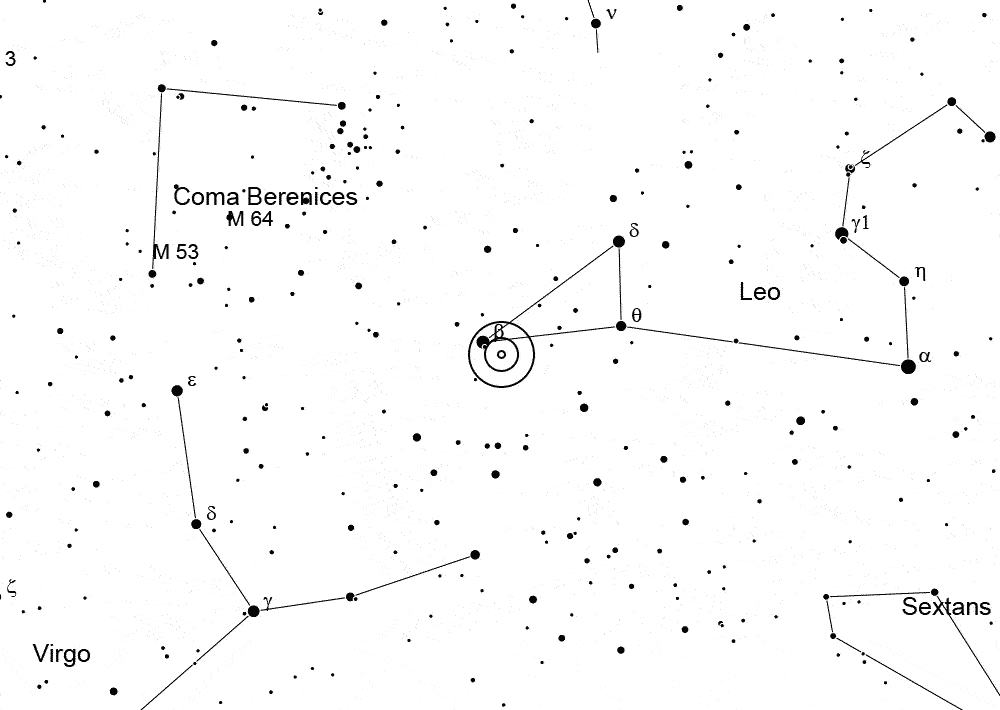 ν
3
ζ
Coma Berenices
M 64
γ1
δ
M 53
η
Leo
θ
β
α
ε
δ
ζ
γ
Sextans
Virgo